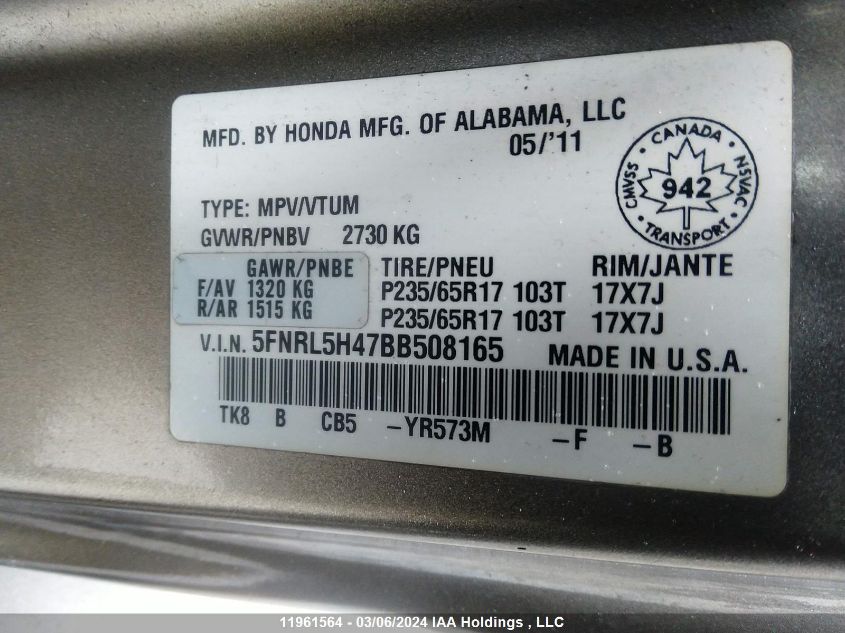 MFD. BY HONDA MFG. OF ALABAMA, LLC
05/'11
CMVSS • CANADA • NSVAC • TRANSPORT •
942
TYPE: MPV/VTUM
GVWR/PNBV 2730 KG
GAWR/PNBE TIRE/PNEU RIM/JANTE
F/AV 1320 KG P235/65R17 103T 17X7J
R/AR 1515 KG P235/65R17 103T 17X7J
V.I.N. 5FNRL5H47BB508165 MADE IN U.S.A.
TK8 B CB5 -YR573M -F -B
11961564 - 03/06/2024 IAA Holdings , LLC